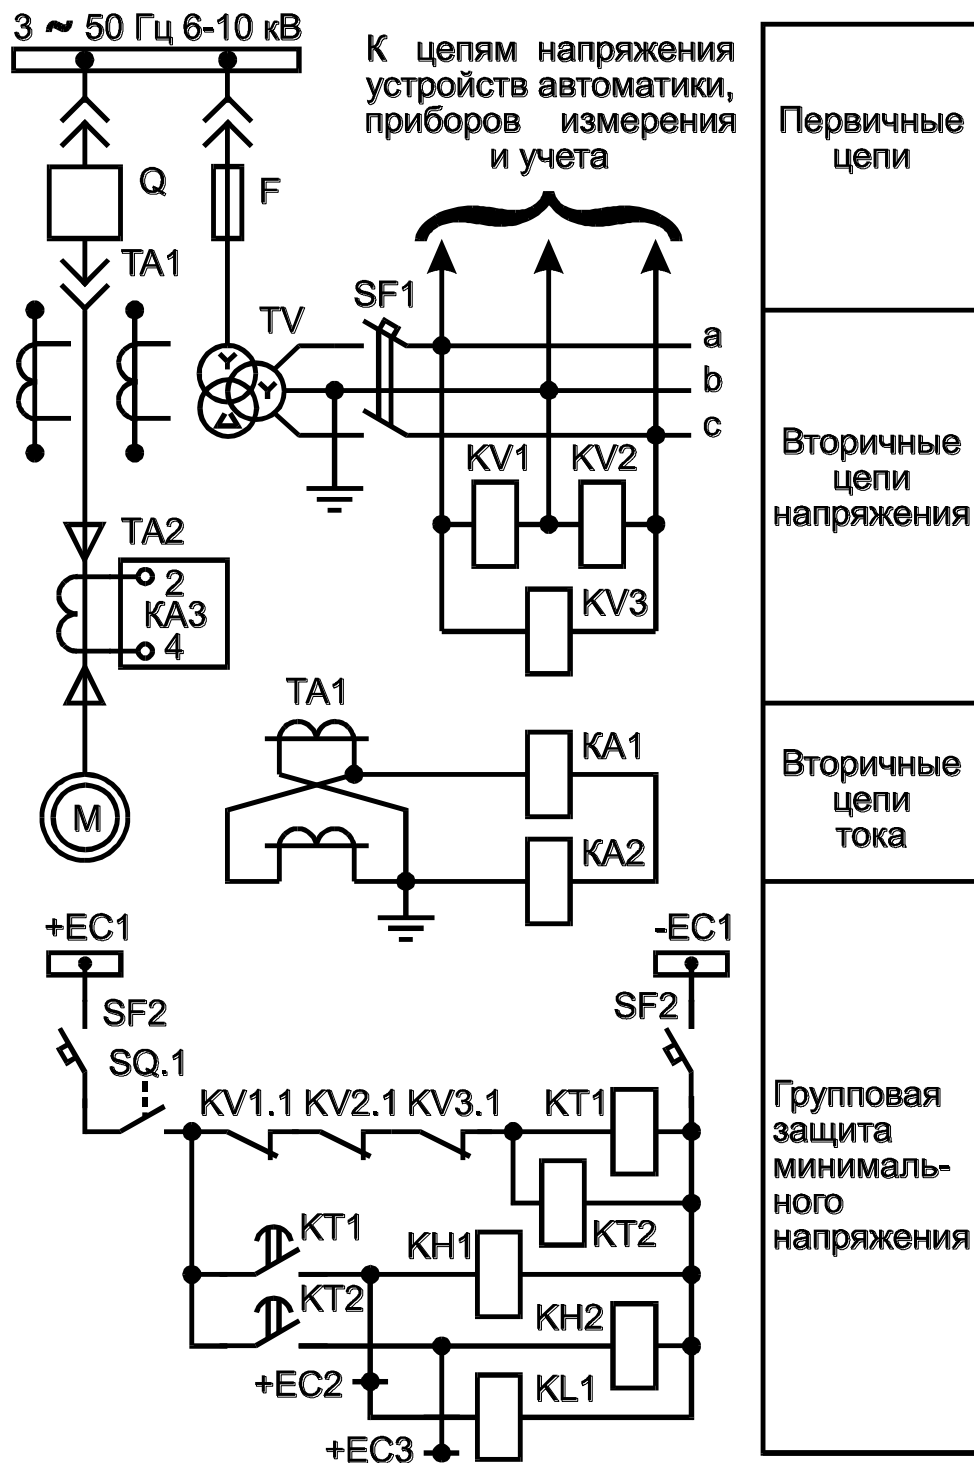 3 ~ 50 Гц 6-10 кВ
К цепям напряжения
устройств автоматики,
приборов измерения
и учета
Первичные
цепи
Q
F
TA1
SF1
TV
Y
Y
Δ
a
b
c
KV1
KV2
Вторичные
цепи
напряжения
TA2
2
КА3
4
KV3
TA1
КА1
M
КА2
Вторичные
цепи
тока
+EC1
-EC1
SF2
SF2
SQ.1
KV1.1
KV2.1
KV3.1
KT1
Групповая
защита
минималь-
ного
напряжения
KT1
KH1
KT2
KT2
KH2
+EC2
KL1
+EC3